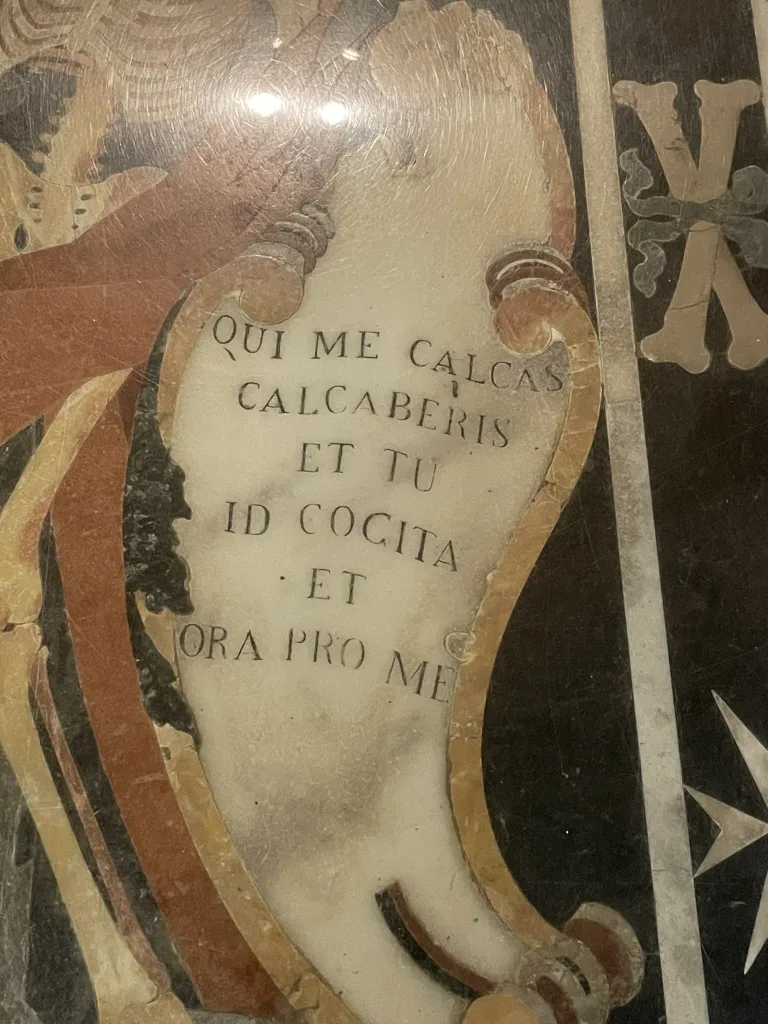 QUI ME CALCAS
CALCABERIS
ET TU
ID COGITA
ET
ORA PRO ME